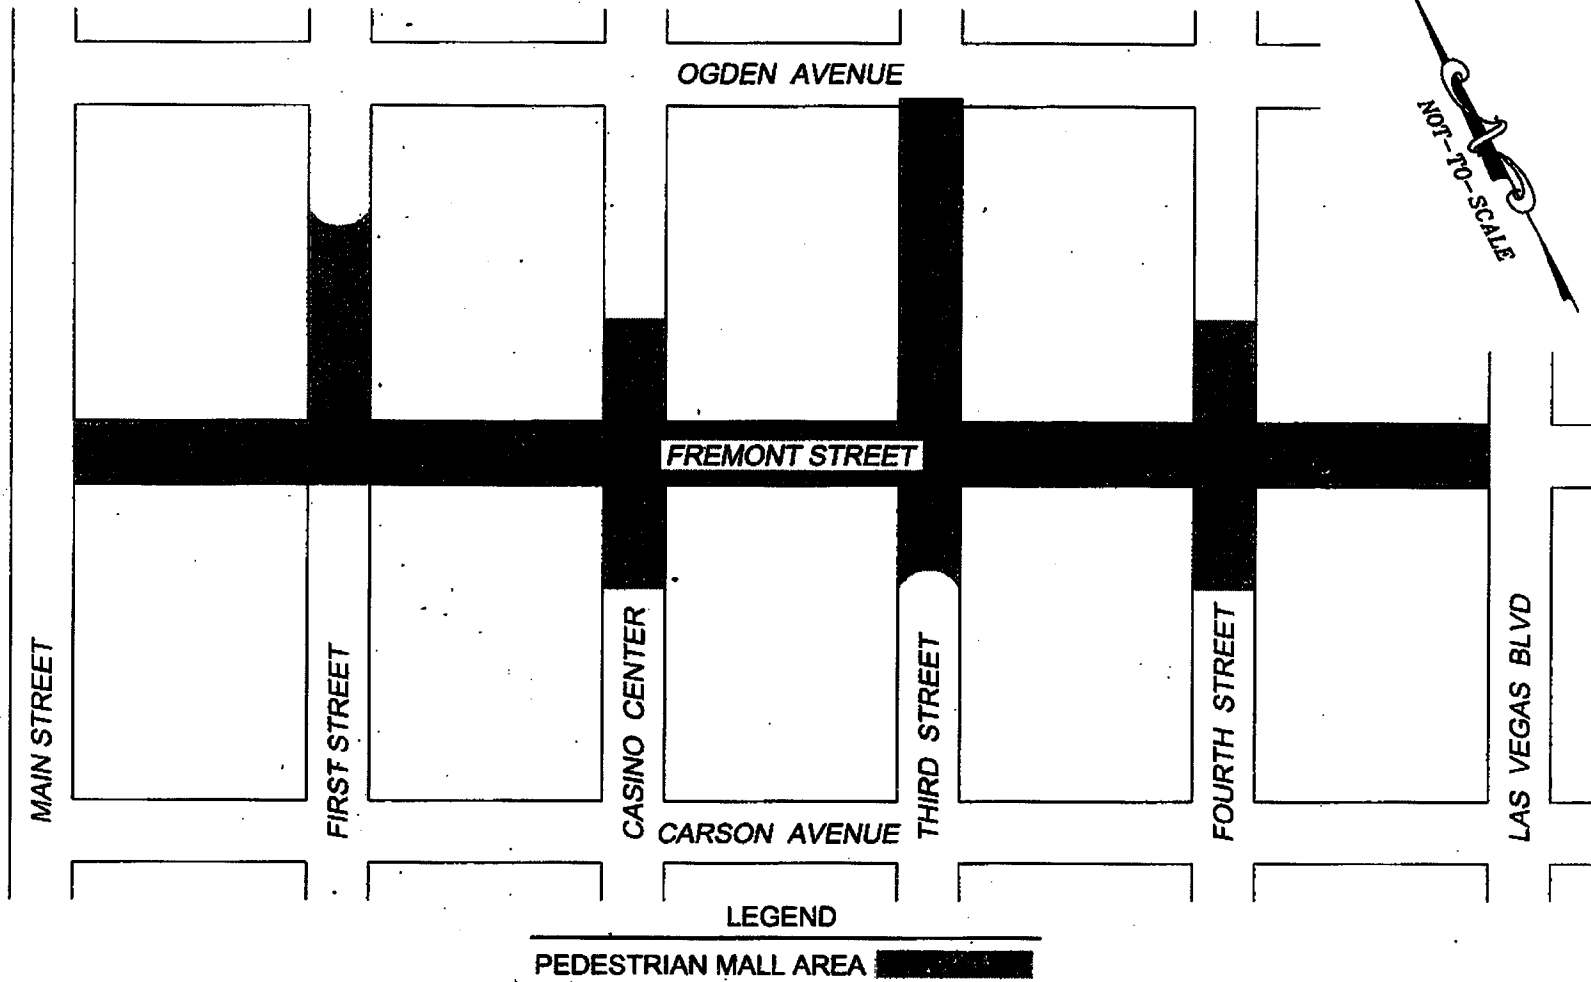 OGDEN AVENUE
NOT-TO-SCALE
FREMONT STREET
MAIN STREET
FIRST STREET
CASINO CENTER
CARSON AVENUE
THIRD STREET
FOURTH STREET
LAS VEGAS BLVD
LEGEND
PEDESTRIAN MALL AREA